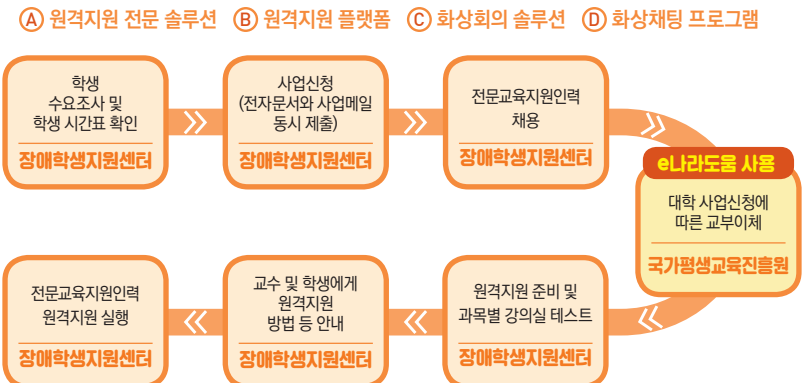 Ⓐ 원격지원 전문 솔루션 Ⓑ 원격지원 플랫폼 Ⓒ 화상회의 솔루션 Ⓓ 화상채팅 프로그램
학생
수요조사 및
학생 시간표 확인
장애학생지원센터
사업신청
(전자문서와 사업메일
동시 제출)
장애학생지원센터
전문교육지원인력
채용
장애학생지원센터
e나라도움 사용
대학 사업신청에
따른 교부이체
국가평생교육진흥원
원격지원 준비 및
과목별 강의실 테스트
장애학생지원센터
교수 및 학생에게
원격지원
방법 등 안내
장애학생지원센터
전문교육지원인력
원격지원 실행
장애학생지원센터